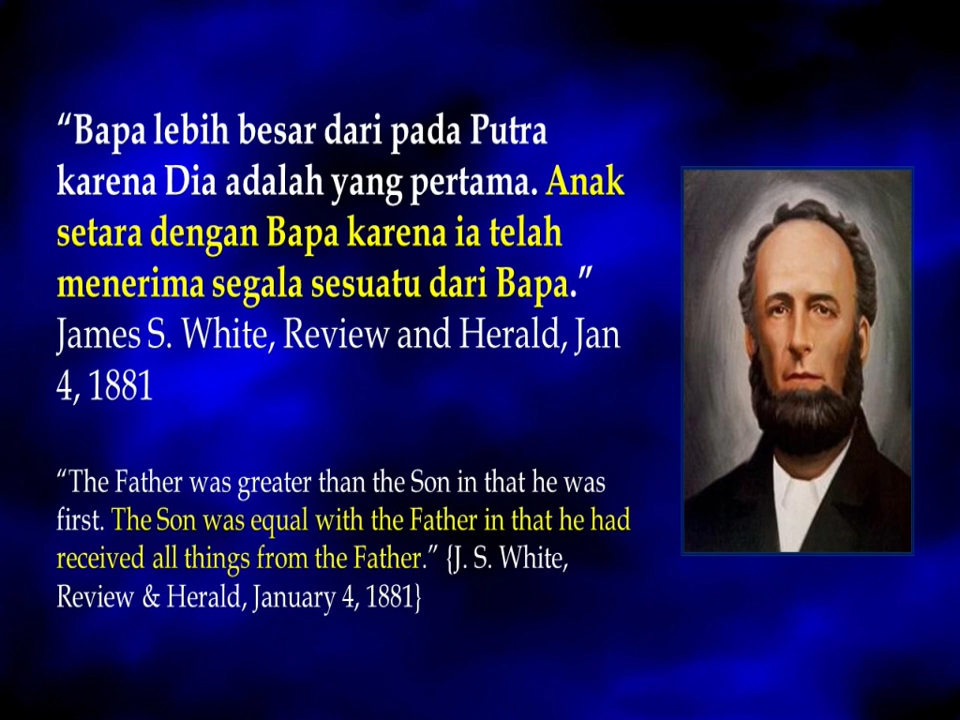 “Bapa lebih besar dari pada Putra
karena Dia adalah yang pertama. Anak
setara dengan Bapa karena ia telah
menerima segala sesuatu dari Bapa.”
James S. White, Review and Herald, Jan
4, 1881
“The Father was greater than the Son in that he was
first. The Son was equal with the Father in that he had
received all things from the Father.” {J. S. White,
Review & Herald, January 4, 1881}